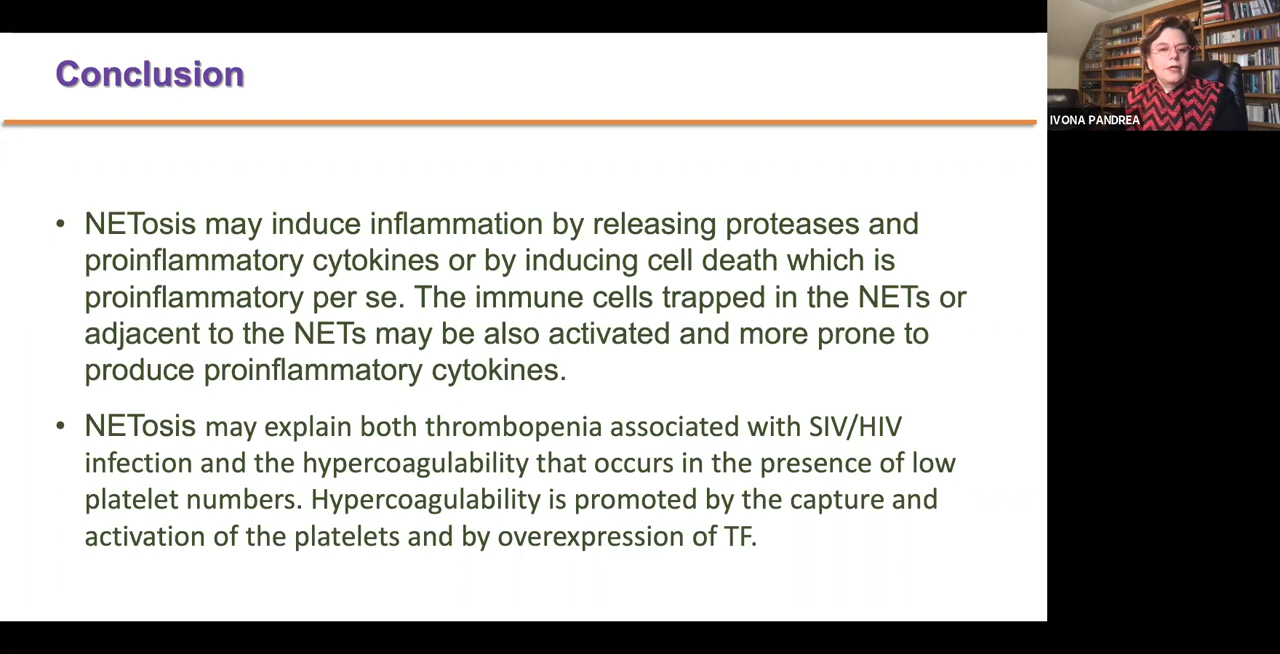 Conclusion
IVONA PANDREA
• NETosis may induce inflammation by releasing proteases and
proinflammatory cytokines or by inducing cell death which is
proinflammatory per se. The immune cells trapped in the NETs or
adjacent to the NETs may be also activated and more prone to
produce proinflammatory cytokines.
• NETosis may explain both thrombopenia associated with SIV/HIV
infection and the hypercoagulability that occurs in the presence of low
platelet numbers. Hypercoagulability is promoted by the capture and
activation of the platelets and by overexpression of TF.